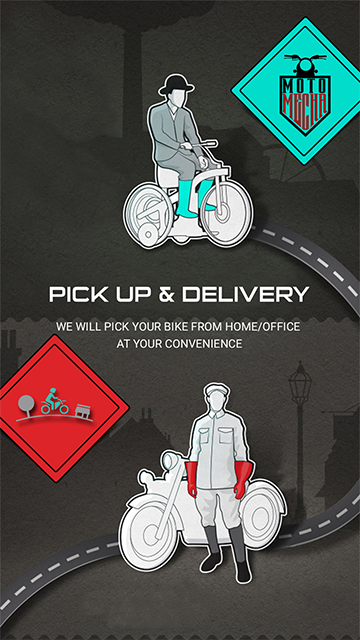 MOTO
MECHA
PICK UP & DELIVERY
WE WILL PICK YOUR BIKE FROM HOME/OFFICE
AT YOUR CONVENIENCE